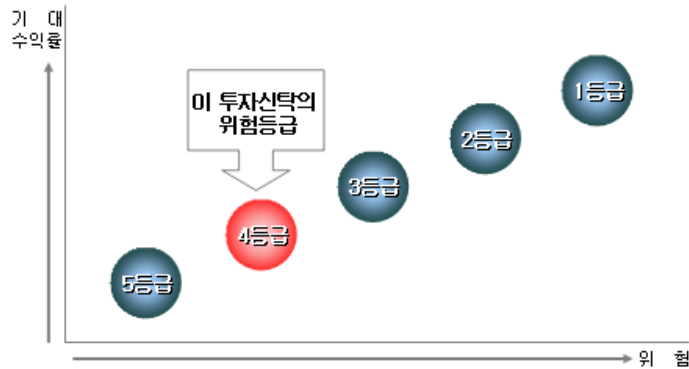 기 대
수익률
이 투자신탁의
위험등급
1등급
2등급
3등급
4등급
5등급
위 험